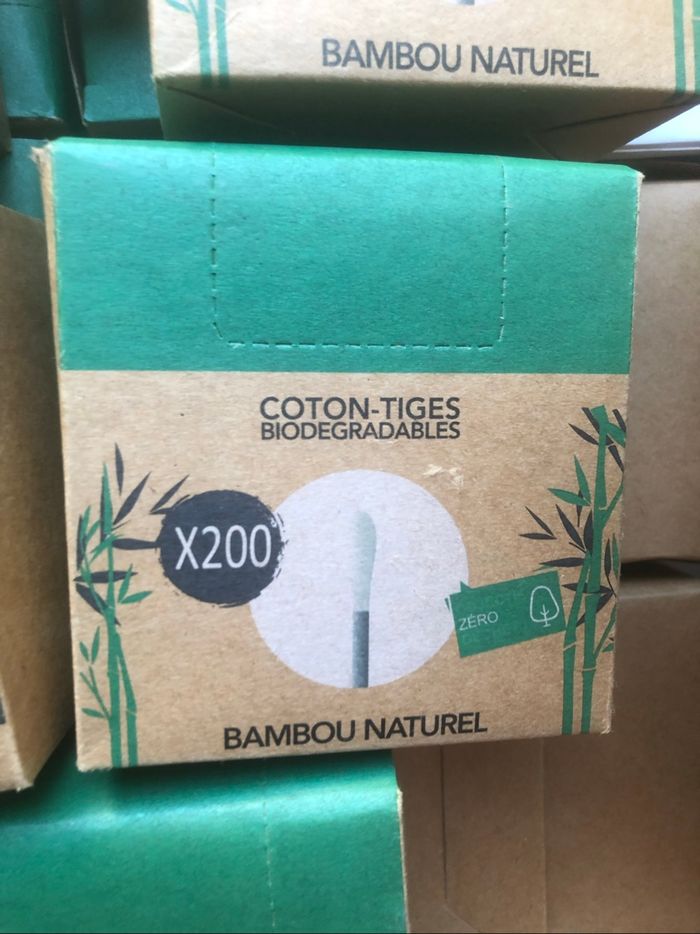 BAMBOU NATUREL
COTON-TIGES
BIODEGRADABLES
X200
ZÉRO
BAMBOU NATUREL